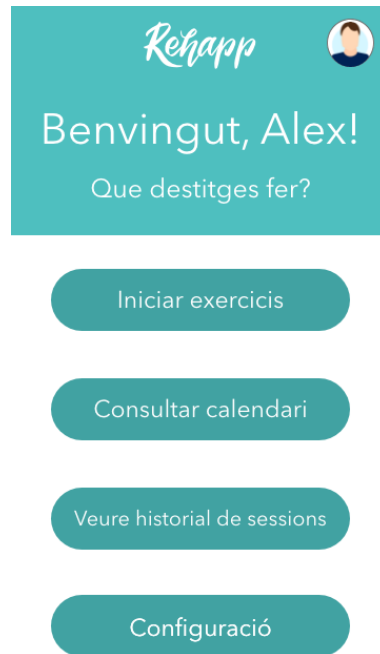 Rehapp
Benvingut, Alex!
Que destitges fer?
Iniciar exercicis
Consultar calendari
Veure historial de sessions
Configuració